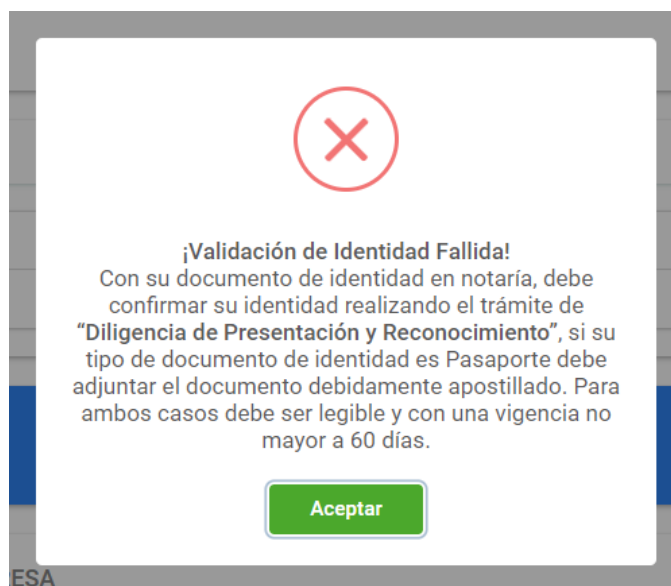 ¡Validación de Identidad Fallida!
Con su documento de identidad en notaría, debe
confirmar su identidad realizando el trámite de
“Diligencia de Presentación y Reconocimiento”, si su
tipo de documento de identidad es Pasaporte debe
adjuntar el documento debidamente apostillado. Para
ambos casos debe ser legible y con una vigencia no
mayor a 60 días.
Aceptar
ESA